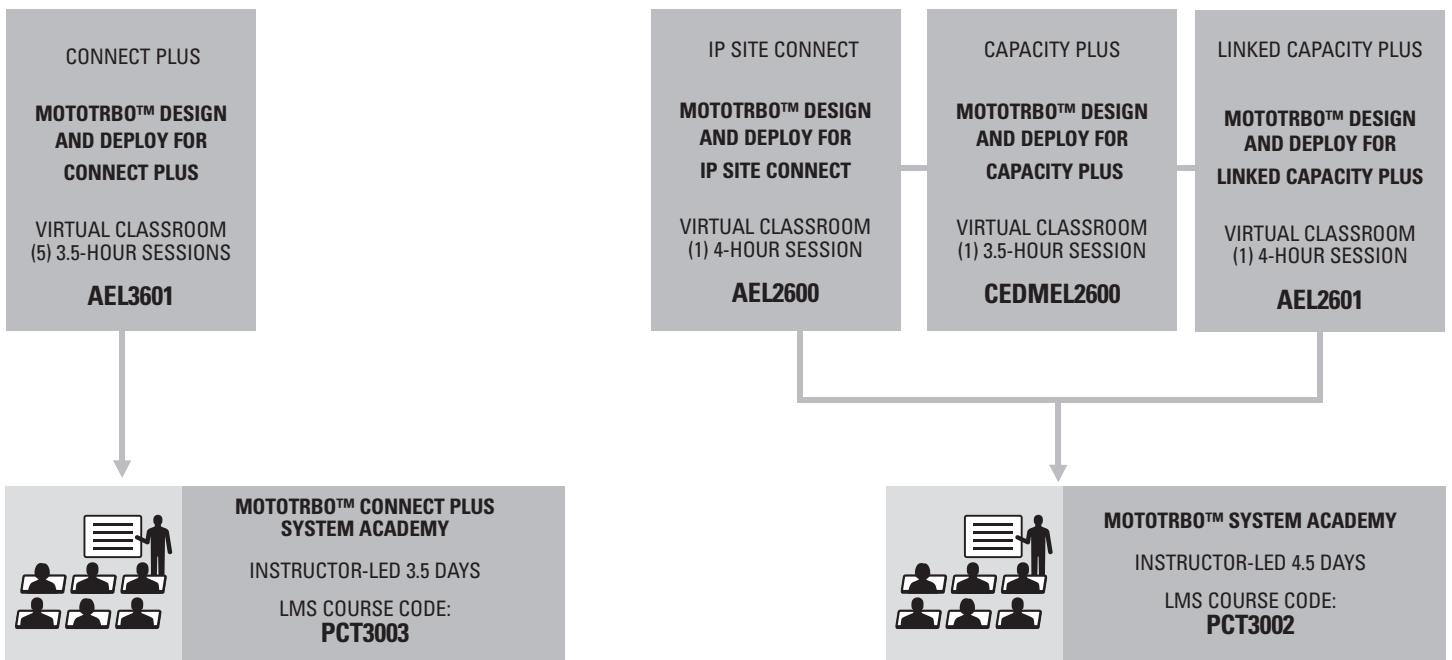 CONNECT PLUS
MOTOTRBO™ DESIGN
AND DEPLOY FOR
CONNECT PLUS
VIRTUAL CLASSROOM
(5) 3.5-HOUR SESSIONS
AEL3601
IP SITE CONNECT
MOTOTRBO™ DESIGN
AND DEPLOY FOR
IP SITE CONNECT
VIRTUAL CLASSROOM
(1) 4-HOUR SESSION
AEL2600
CAPACITY PLUS
MOTOTRBO™ DESIGN
AND DEPLOY FOR
CAPACITY PLUS
VIRTUAL CLASSROOM
(1) 3.5-HOUR SESSION
CEDMEL2600
LINKED CAPACITY PLUS
MOTOTRBO™ DESIGN
AND DEPLOY FOR
LINKED CAPACITY PLUS
VIRTUAL CLASSROOM
(1) 4-HOUR SESSION
AEL2601
MOTOTRBO™ CONNECT PLUS
SYSTEM ACADEMY
INSTRUCTOR-LED 3.5 DAYS
LMS COURSE CODE:
PCT3003
MOTOTRBO™ SYSTEM ACADEMY
INSTRUCTOR-LED 4.5 DAYS
LMS COURSE CODE:
PCT3002